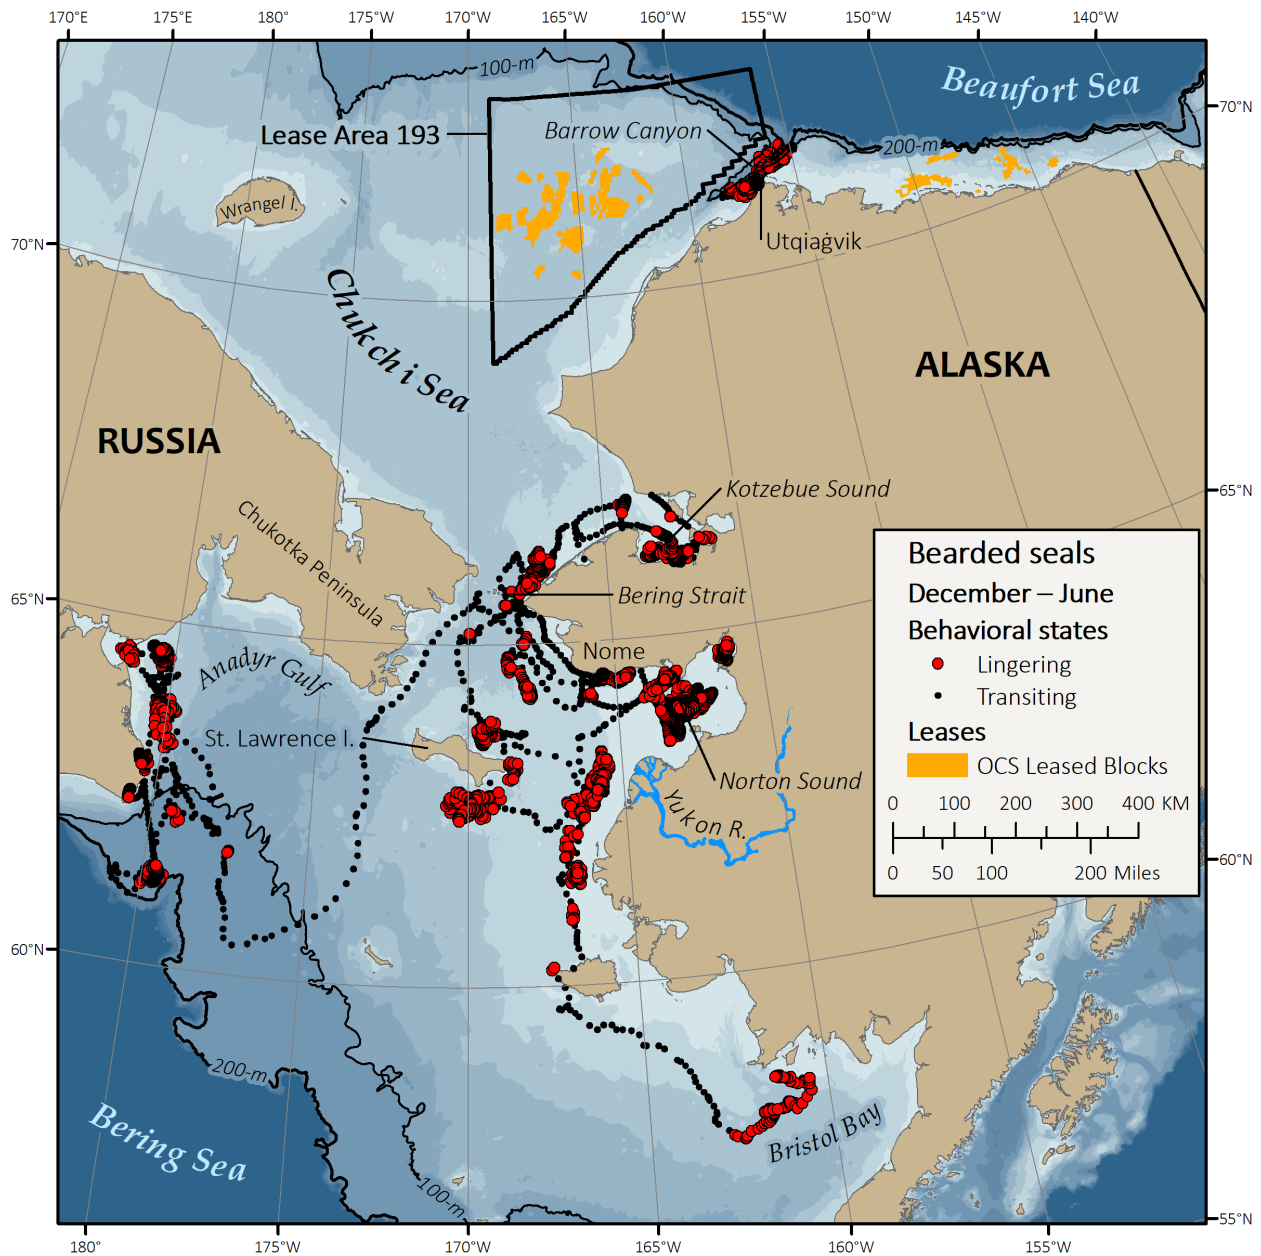 170°E 175°E 180° 175°W 170°W 165°W 160°W 155°W 150°W 145°W 140°W
100-m
Beaufort Sea
70°N
Lease Area 193
Barrow Canyon
200-m
Wrangel I.
70°N
Utqiaġvik
Chukchi Sea
ALASKA
RUSSIA
Kotzebue Sound
65°N
Chukotka Peninsula
Bearded seals
December – June
Behavioral states
Lingering
Transiting
Leases
OCS Leased Blocks
0 100 200 300 400 KM
0 50 100 200 Miles
65°N
Bering Strait
Nome
Anadyr Gulf
St. Lawrence I.
Norton Sound
Yukon R.
60°N
60°N
200-m
Bering Sea
Bristol Bay
100-m
55°N
180° 175°W 170°W 165°W 160°W 155°W